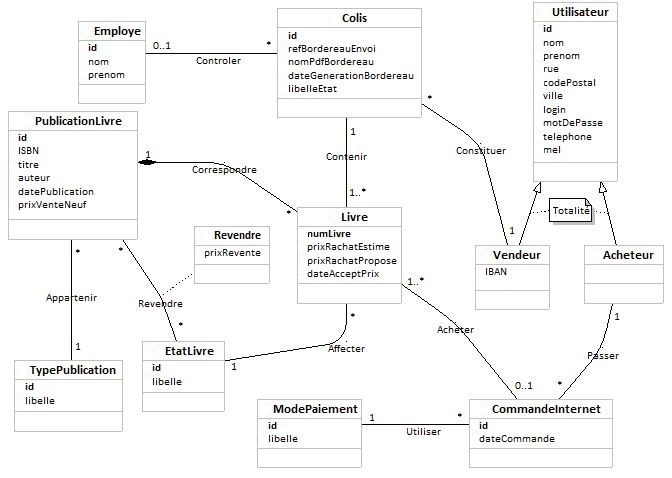 Employe
id
nom
prenom
0..1
*
Controler
Colis
id
refBordereauEnvoi
nomPdfBordereau
dateGenerationBordereau
libelleEtat
Utilisateur
id
nom
prenom
rue
codePostal
ville
login
motDePasse
telephone
mel
PublicationLivre
id
ISBN
titre
auteur
datePublication
prixVenteNeuf
1
Correspondre
*
1
Contenir
1..*
*
Constituer
1
Totalité
Livre
numLivre
prixRachatEstime
prixRachatPropose
dateAcceptPrix
Revendre
prixRevente
Vendeur
IBAN
Acheteur
*
Appartenir
1
*
Revendre
*
*
Affecter
1
1..*
Acheter
0..1
1
Passer
*
TypePublication
id
libelle
EtatLivre
id
libelle
ModePaiement
id
libelle
1
Utiliser
*
CommandeInternet
id
dateCommande